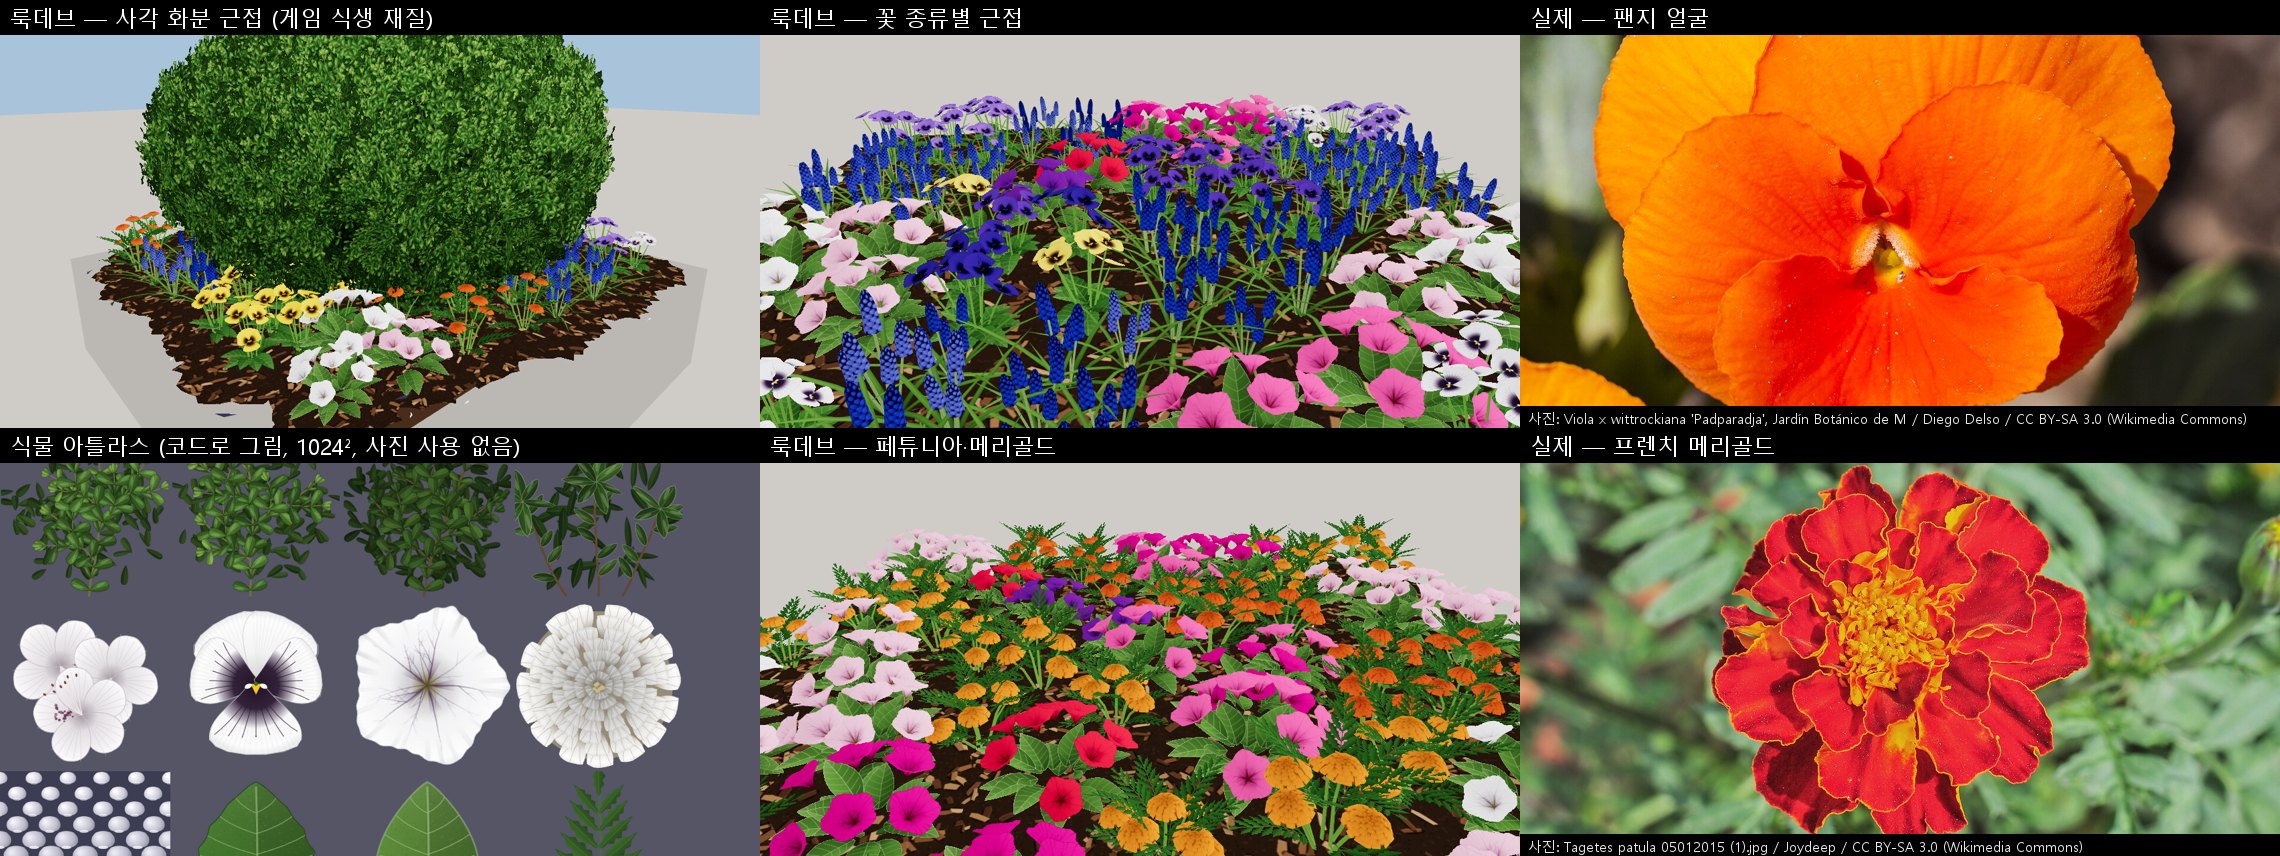 룩데브 — 사각 화분 근접 (게임 식생 재질)
룩데브 — 꽃 종류별 근접
실제 — 팬지 얼굴
사진: Viola × wittrockiana 'Padparadja', Jardín Botánico de M / Diego Delso / CC BY-SA 3.0 (Wikimedia Commons)
식물 아틀라스 (코드로 그림, 1024², 사진 사용 없음)
룩데브 — 페튜니아·메리골드
실제 — 프렌치 메리골드
사진: Tagetes patula 05012015 (1).jpg / Joydeep / CC BY-SA 3.0 (Wikimedia Commons)